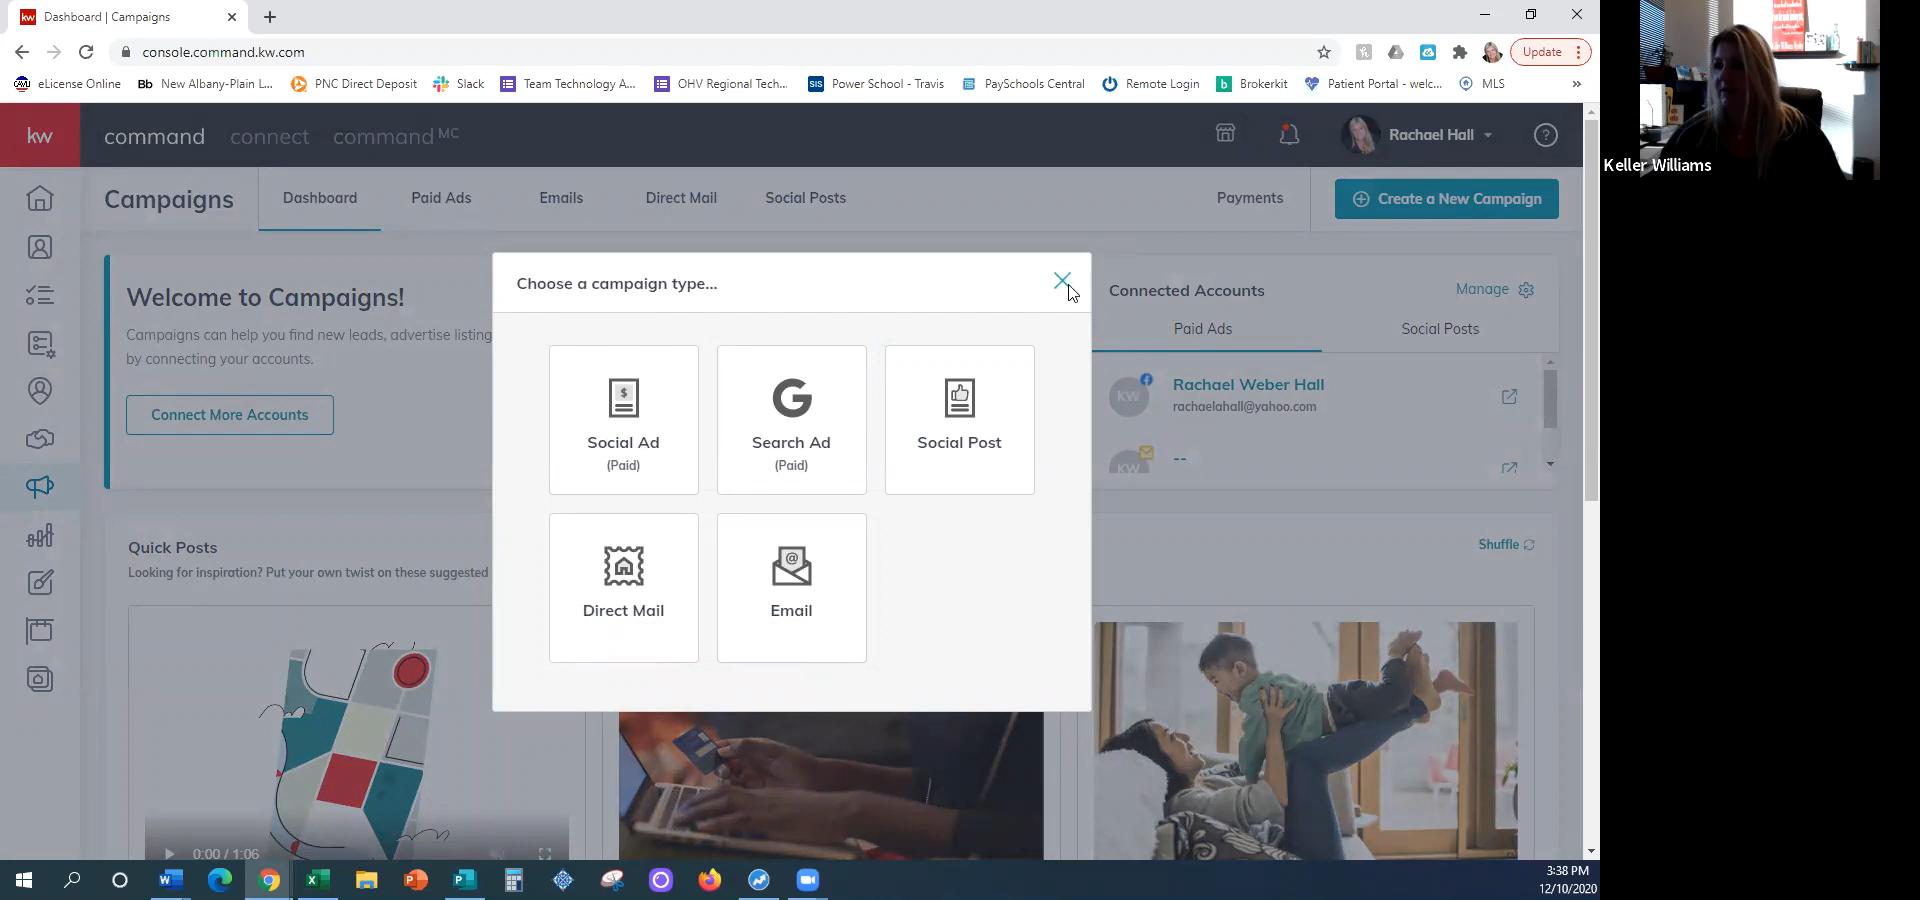 kw
Dashboard | Campaigns
console.command.kw.com
Update
eLicense Online
Bb
New Albany-Plain L...
PNC Direct Deposit
Slack
Team Technology A...
OHV Regional Tech...
SIS
Power School - Travis
PaySchools Central
Remote Login
b
Brokerkit
Patient Portal - welc...
MLS
»
kw
command
connect
command MC
Rachael Hall
?
Keller Williams
Campaigns
Dashboard
Paid Ads
Emails
Direct Mail
Social Posts
Payments
Create a New Campaign
Welcome to Campaigns!
Campaigns can help you find new leads, advertise listing
by connecting your accounts.
Connect More Accounts
Choose a campaign type...
Social Ad
(Paid)
Search Ad
(Paid)
Social Post
Direct Mail
Email
Connected Accounts
Manage
Paid Ads
Social Posts
KW
Rachael Weber Hall
rachaelahall@yahoo.com
KW
--
Quick Posts
Looking for inspiration? Put your own twist on these suggested
Shuffle
0:00 / 1:06
3:38 PM
12/10/2020